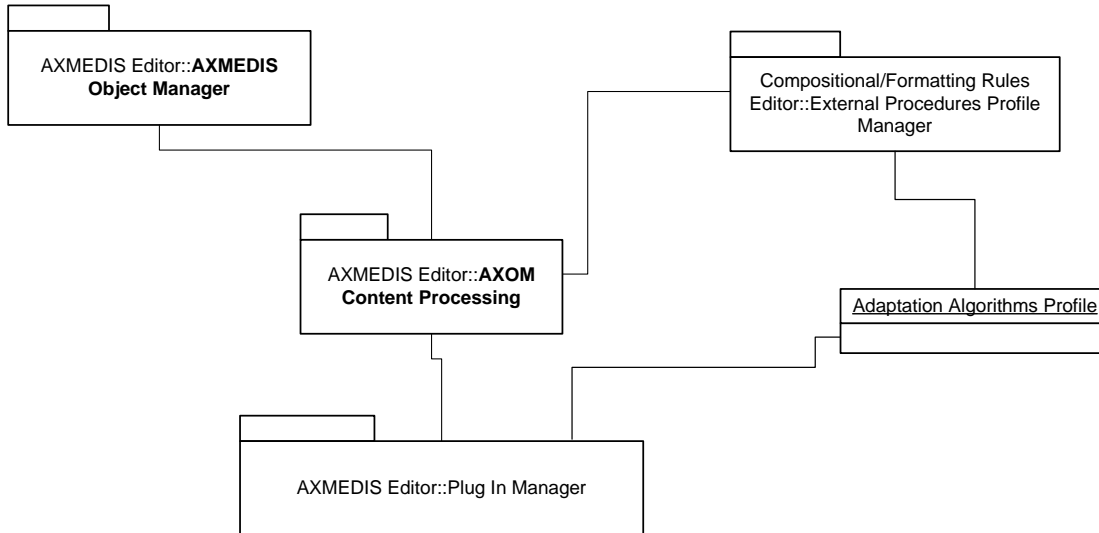 AXMEDIS Editor::AXMEDIS
Object Manager
Compositional/Formatting Rules
Editor::External Procedures Profile
Manager
AXMEDIS Editor::AXOM
Content Processing
Adaptation Algorithms Profile
AXMEDIS Editor::Plug In Manager